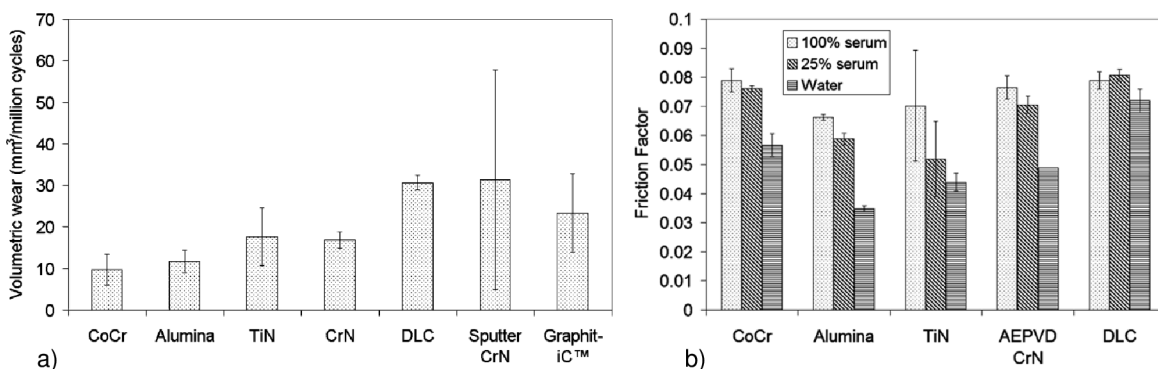 70
60
50
40
30
20
10
0
Volumetric wear (mm³/million cycles)
CoCr
Alumina
TiN
CrN
DLC
Sputter
CrN
Graphit-
iC™
a)
0.1
0.09
0.08
0.07
0.06
0.05
0.04
0.03
0.02
0.01
0
Friction Factor
100% serum
25% serum
Water
CoCr
Alumina
TiN
AEPVD
CrN
DLC
b)